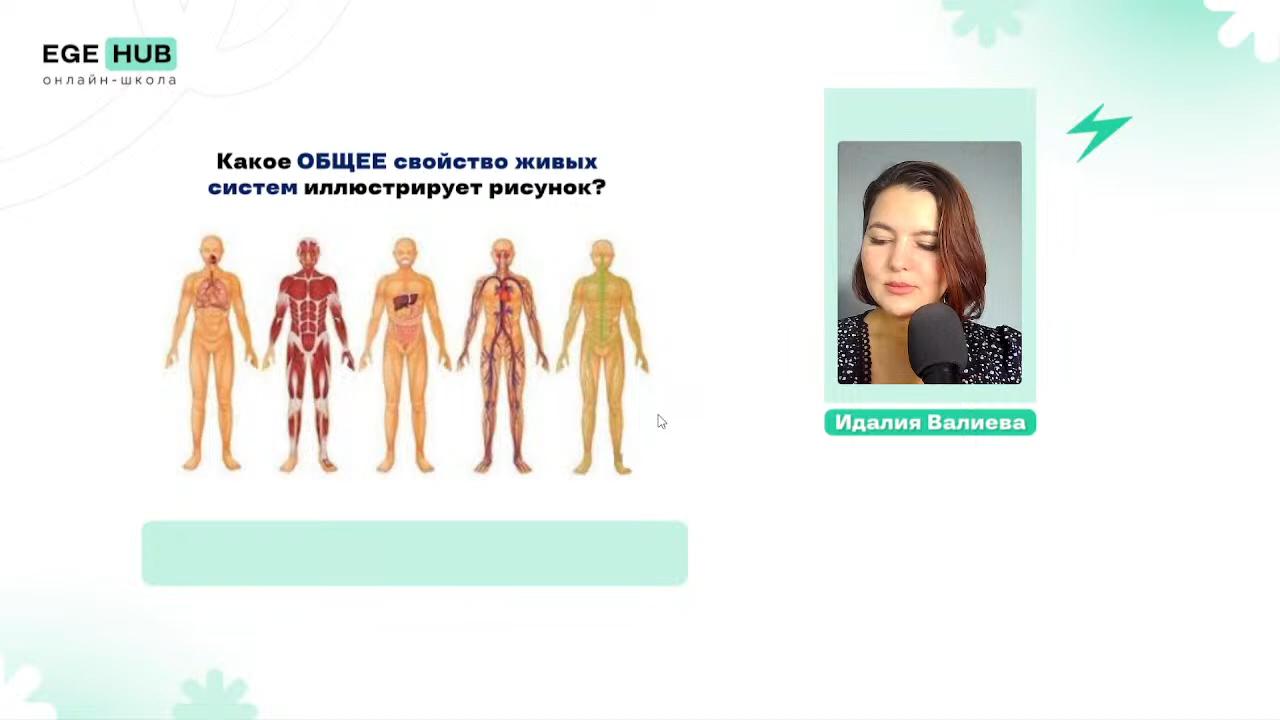 EGE HUB
онлайн-школа
Какое ОБЩЕЕ свойство живых
систем иллюстрирует рисунок?
Идалия Валиева